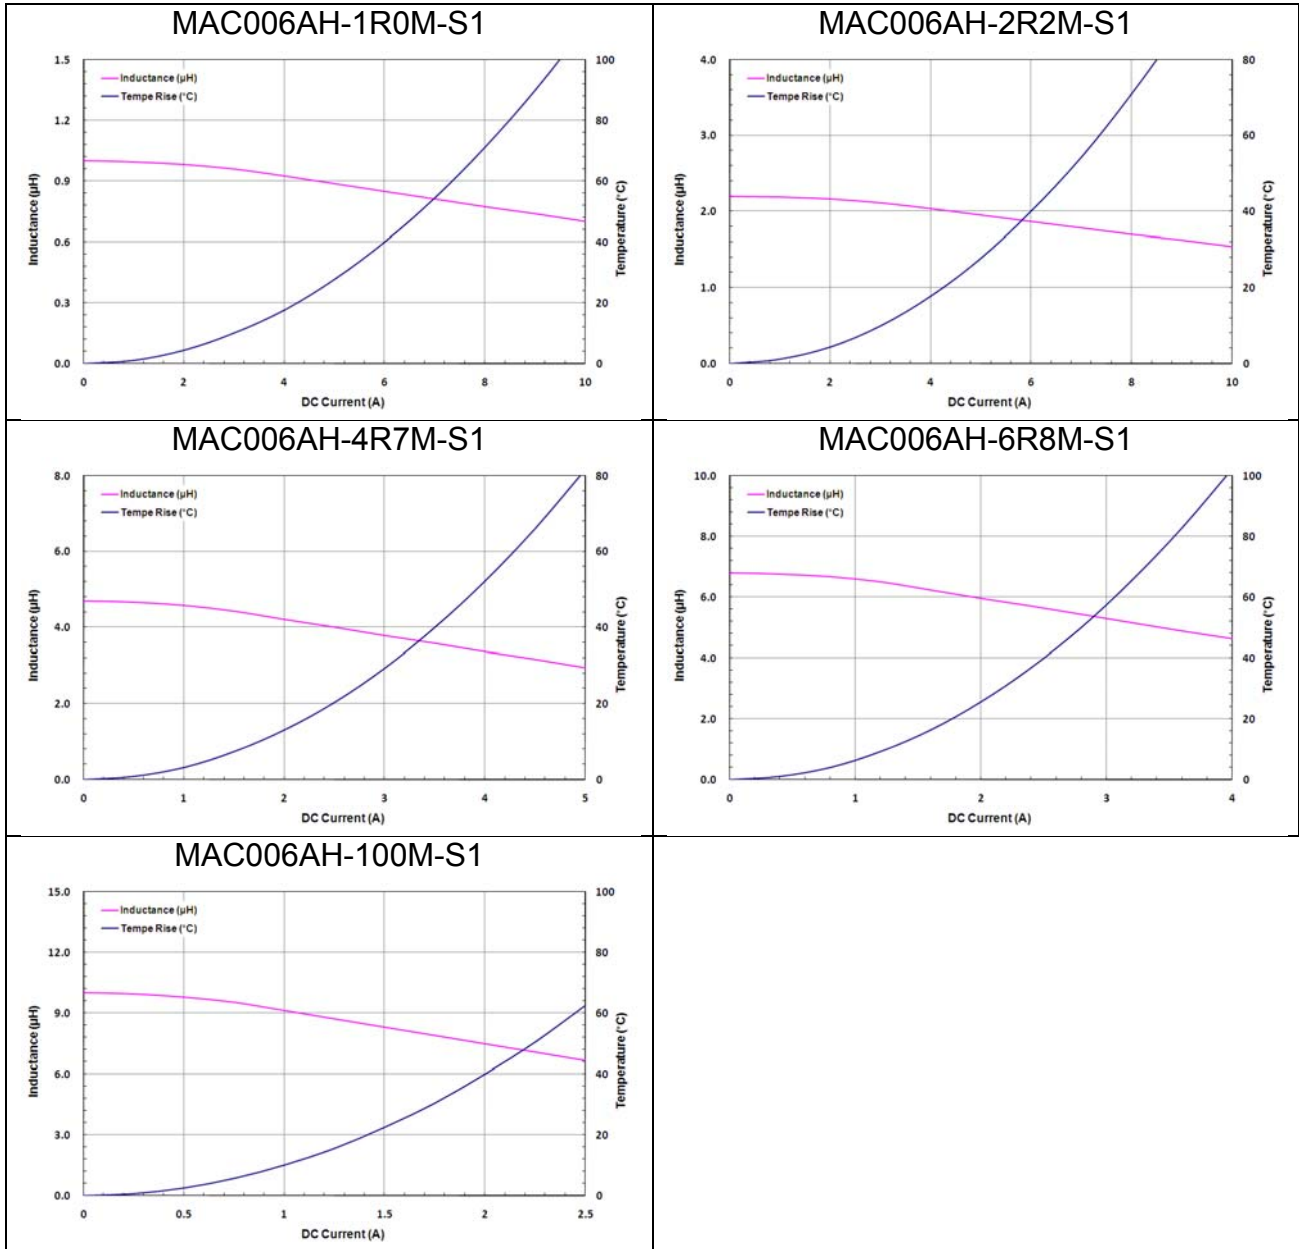 MAC006AH-1R0M-S1
Inductance (μH)
Tempe Rise (°C)
1.5
1.2
0.9
0.6
0.3
0.0
Inductance (μH)
100
80
60
40
20
0
Temperature (°C)
0 2 4 6 8 10
DC Current (A)
MAC006AH-2R2M-S1
Inductance (μH)
Tempe Rise (°C)
4.0
3.0
2.0
1.0
0.0
Inductance (μH)
80
60
40
20
0
Temperature (°C)
0 2 4 6 8 10
DC Current (A)
MAC006AH-4R7M-S1
Inductance (μH)
Tempe Rise (°C)
8.0
6.0
4.0
2.0
0.0
Inductance (μH)
80
60
40
20
0
Temperature (°C)
0 1 2 3 4 5
DC Current (A)
MAC006AH-6R8M-S1
Inductance (μH)
Tempe Rise (°C)
10.0
8.0
6.0
4.0
2.0
0.0
Inductance (μH)
100
80
60
40
20
0
Temperature (°C)
0 1 2 3 4
DC Current (A)
MAC006AH-100M-S1
Inductance (μH)
Tempe Rise (°C)
15.0
12.0
9.0
6.0
3.0
0.0
Inductance (μH)
100
80
60
40
20
0
Temperature (°C)
0 0.5 1 1.5 2 2.5
DC Current (A)